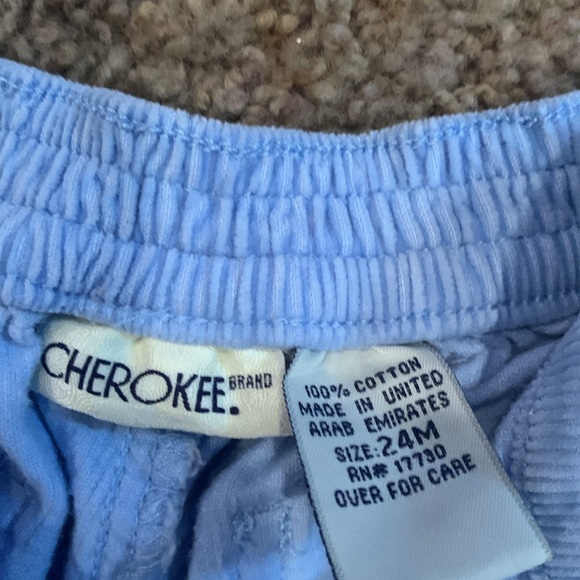 CHEROKEE. BRAND
100% COTTON
MADE IN UNITED
ARAB EMIRATES
SIZE: 24M
RN# 17730
OVER FOR CARE